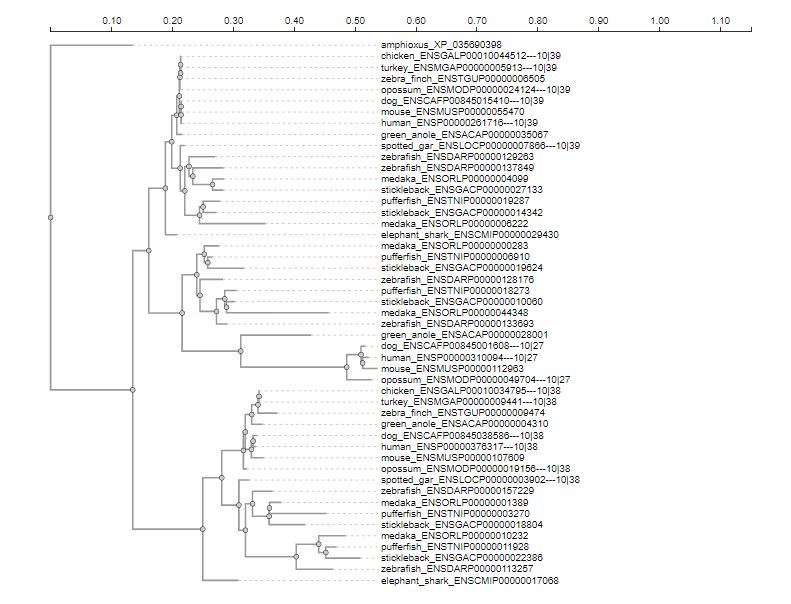 0.10 0.20 0.30 0.40 0.50 0.60 0.70 0.80 0.90 1.00 1.10
amphioxus_XP_035690398
chicken_ENSGALP00010044512---10|39
turkey_ENSMGAP00000005913---10|39
zebra_finch_ENSTGUP00000006505
opossum_ENSMODP00000024124---10|39
dog_ENSCAFP00845015410---10|39
mouse_ENSMUSP00000055470
human_ENSP00000261716---10|39
green_anole_ENSACAP00000035067
spotted_gar_ENSLOCP00000007866---10|39
zebrafish_ENSDARP00000129263
zebrafish_ENSDARP00000137849
medaka_ENSORLP00000004099
stickleback_ENSGACP00000027133
pufferfish_ENSTNIP00000019287
stickleback_ENSGACP00000014342
medaka_ENSORLP00000006222
elephant_shark_ENSCMIP00000029430
medaka_ENSORLP00000000283
pufferfish_ENSTNIP00000006910
stickleback_ENSGACP00000019624
zebrafish_ENSDARP00000128176
pufferfish_ENSTNIP00000018273
stickleback_ENSGACP00000010060
medaka_ENSORLP00000044348
zebrafish_ENSDARP00000133693
green_anole_ENSACAP00000028001
dog_ENSCAFP00845001608---10|27
human_ENSP00000310094---10|27
mouse_ENSMUSP00000112963
opossum_ENSMODP00000049704---10|27
chicken_ENSGALP00010034795---10|38
turkey_ENSMGAP00000009441---10|38
zebra_finch_ENSTGUP00000009474
green_anole_ENSACAP00000004310
dog_ENSCAFP00845038586---10|38
human_ENSP00000376317---10|38
mouse_ENSMUSP00000107609
opossum_ENSMODP00000019156---10|38
spotted_gar_ENSLOCP00000003902---10|38
zebrafish_ENSDARP00000157229
medaka_ENSORLP00000001389
pufferfish_ENSTNIP00000003270
stickleback_ENSGACP00000018804
medaka_ENSORLP00000010232
pufferfish_ENSTNIP00000011928
stickleback_ENSGACP00000022386
zebrafish_ENSDARP00000113257
elephant_shark_ENSCMIP00000017068